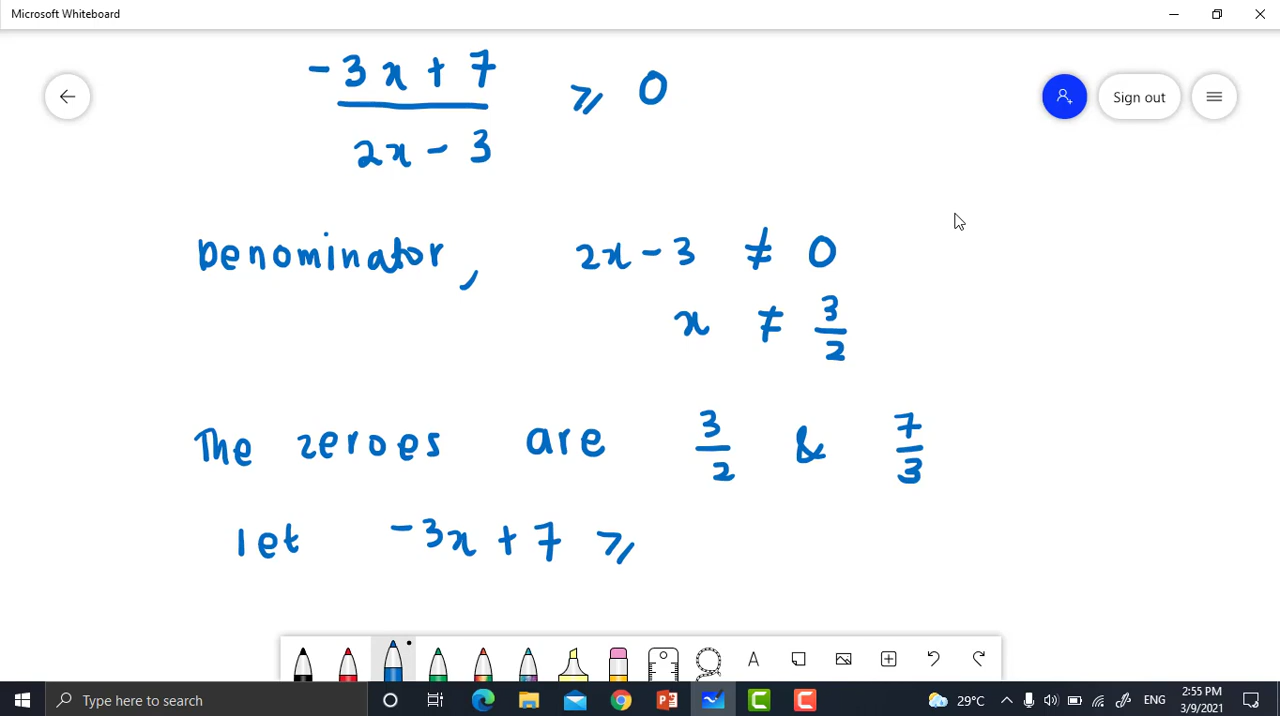 Microsoft Whiteboard
-3x + 7
⩾ 0
2x - 3
Sign out
Denominator, 2x - 3 ≠ 0
x ≠ 3/2
The zeroes are 3/2 & 7/3
let -3x + 7 ⩾
A
Type here to search
29°C
ENG
2:55 PM
3/9/2021